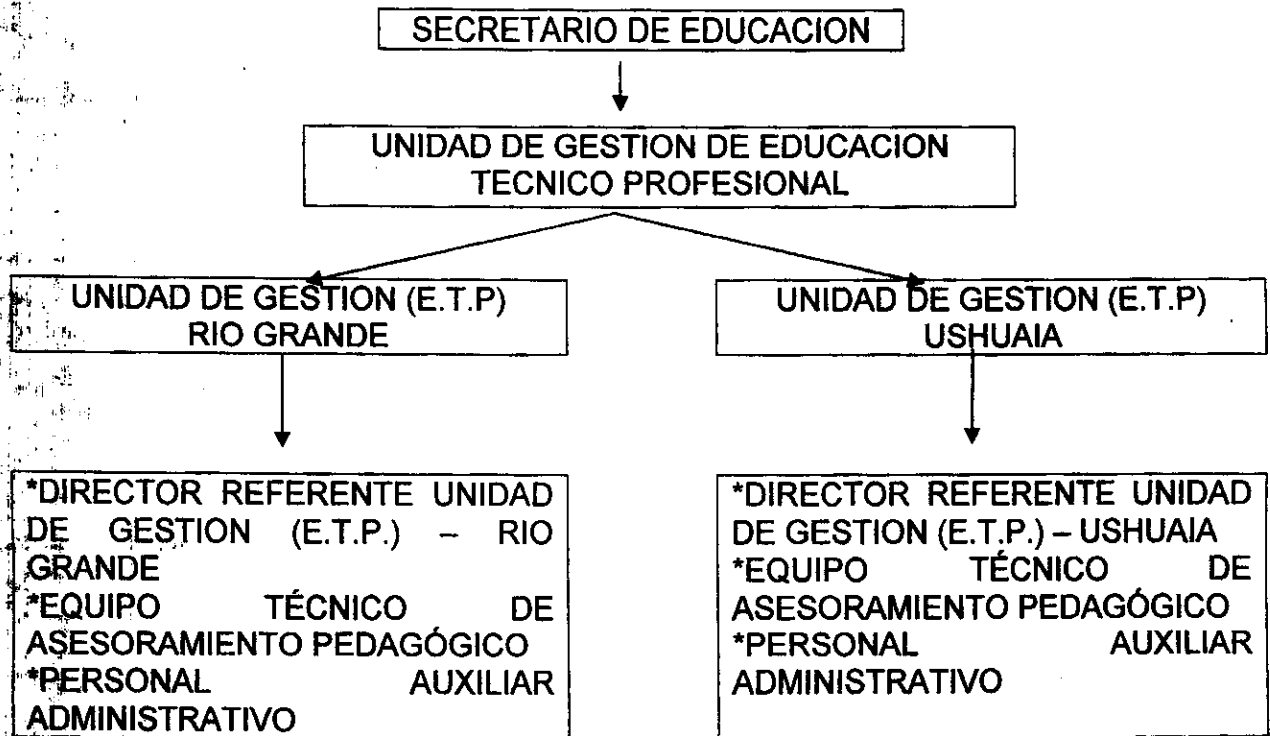 SECRETARIO DE EDUCACION
UNIDAD DE GESTION DE EDUCACION
TECNICO PROFESIONAL
UNIDAD DE GESTION (E.T.P)
RIO GRANDE
UNIDAD DE GESTION (E.T.P)
USHUAIA
*DIRECTOR REFERENTE UNIDAD
DE GESTION (E.T.P.) – RIO
GRANDE
*EQUIPO TÉCNICO DE
ASESORAMIENTO PEDAGÓGICO
*PERSONAL AUXILIAR
ADMINISTRATIVO
*DIRECTOR REFERENTE UNIDAD
DE GESTION (E.T.P.) – USHUAIA
*EQUIPO TÉCNICO DE
ASESORAMIENTO PEDAGÓGICO
*PERSONAL AUXILIAR
ADMINISTRATIVO